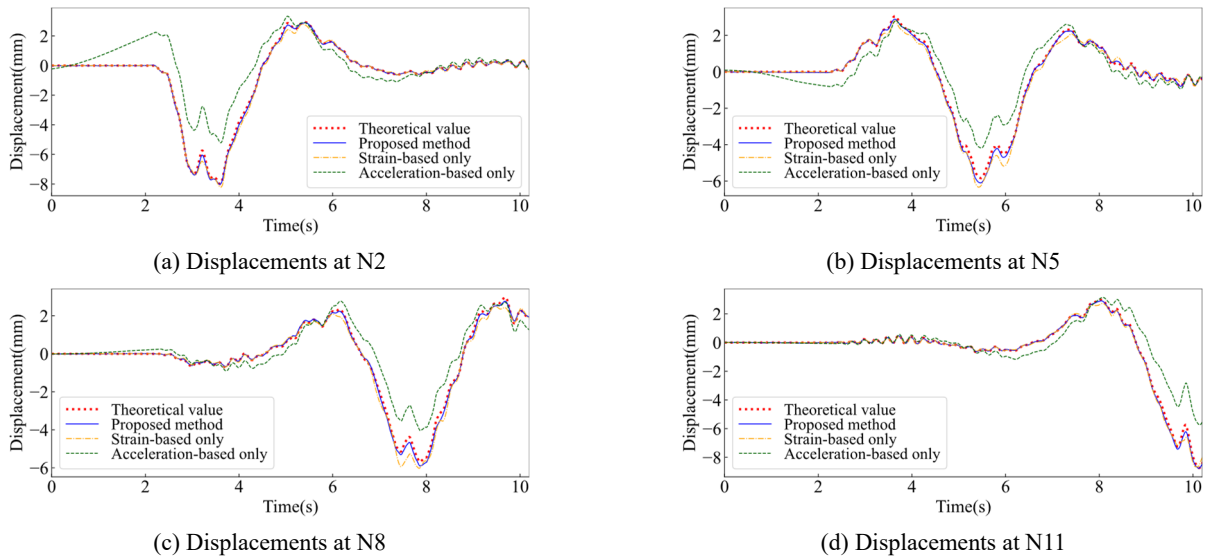 Displacement(mm)
2
0
−2
−4
−6
−8
Theoretical value
Proposed method
Strain-based only
Acceleration-based only
0 2 4 6 8 10
Time(s)
(a) Displacements at N2
Displacement(mm)
2
0
−2
−4
−6
Theoretical value
Proposed method
Strain-based only
Acceleration-based only
0 2 4 6 8 10
Time(s)
(b) Displacements at N5
Displacement(mm)
2
0
−2
−4
−6
Theoretical value
Proposed method
Strain-based only
Acceleration-based only
0 2 4 6 8 10
Time(s)
(c) Displacements at N8
Displacement(mm)
2
0
−2
−4
−6
−8
Theoretical value
Proposed method
Strain-based only
Acceleration-based only
0 2 4 6 8 10
Time(s)
(d) Displacements at N11